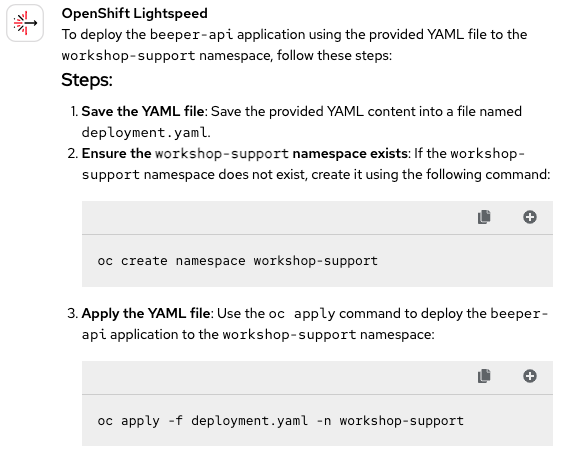 OpenShift Lightspeed
To deploy the beeper-api application using the provided YAML file to the
workshop-support namespace, follow these steps:
Steps:
1. Save the YAML file: Save the provided YAML content into a file named
deployment.yaml.
2. Ensure the workshop-support namespace exists: If the workshop-
support namespace does not exist, create it using the following command:
oc create namespace workshop-support
3. Apply the YAML file: Use the oc apply command to deploy the beeper-
api application to the workshop-support namespace:
oc apply -f deployment.yaml -n workshop-support